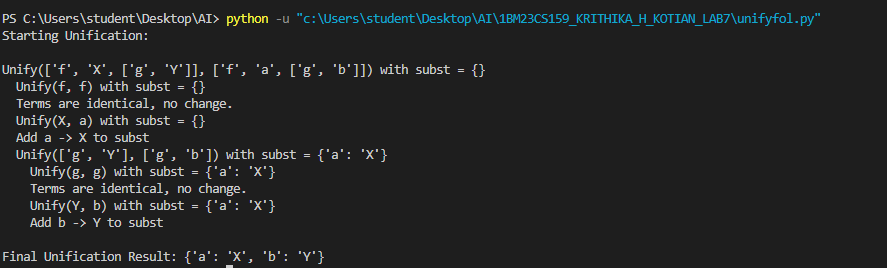 PS C:\Users\student\Desktop\AI> python -u "c:\Users\student\Desktop\AI\1BM23CS159_KRITHIKA_H_KOTIAN_LAB7\unifyfol.py"
Starting Unification:

Unify(['f', 'X', ['g', 'Y']], ['f', 'a', ['g', 'b']]) with subst = {}
  Unify(f, f) with subst = {}
  Terms are identical, no change.
  Unify(X, a) with subst = {}
  Add a -> X to subst
  Unify(['g', 'Y'], ['g', 'b']) with subst = {'a': 'X'}
    Unify(g, g) with subst = {'a': 'X'}
    Terms are identical, no change.
    Unify(Y, b) with subst = {'a': 'X'}
    Add b -> Y to subst

Final Unification Result: {'a': 'X', 'b': 'Y'}